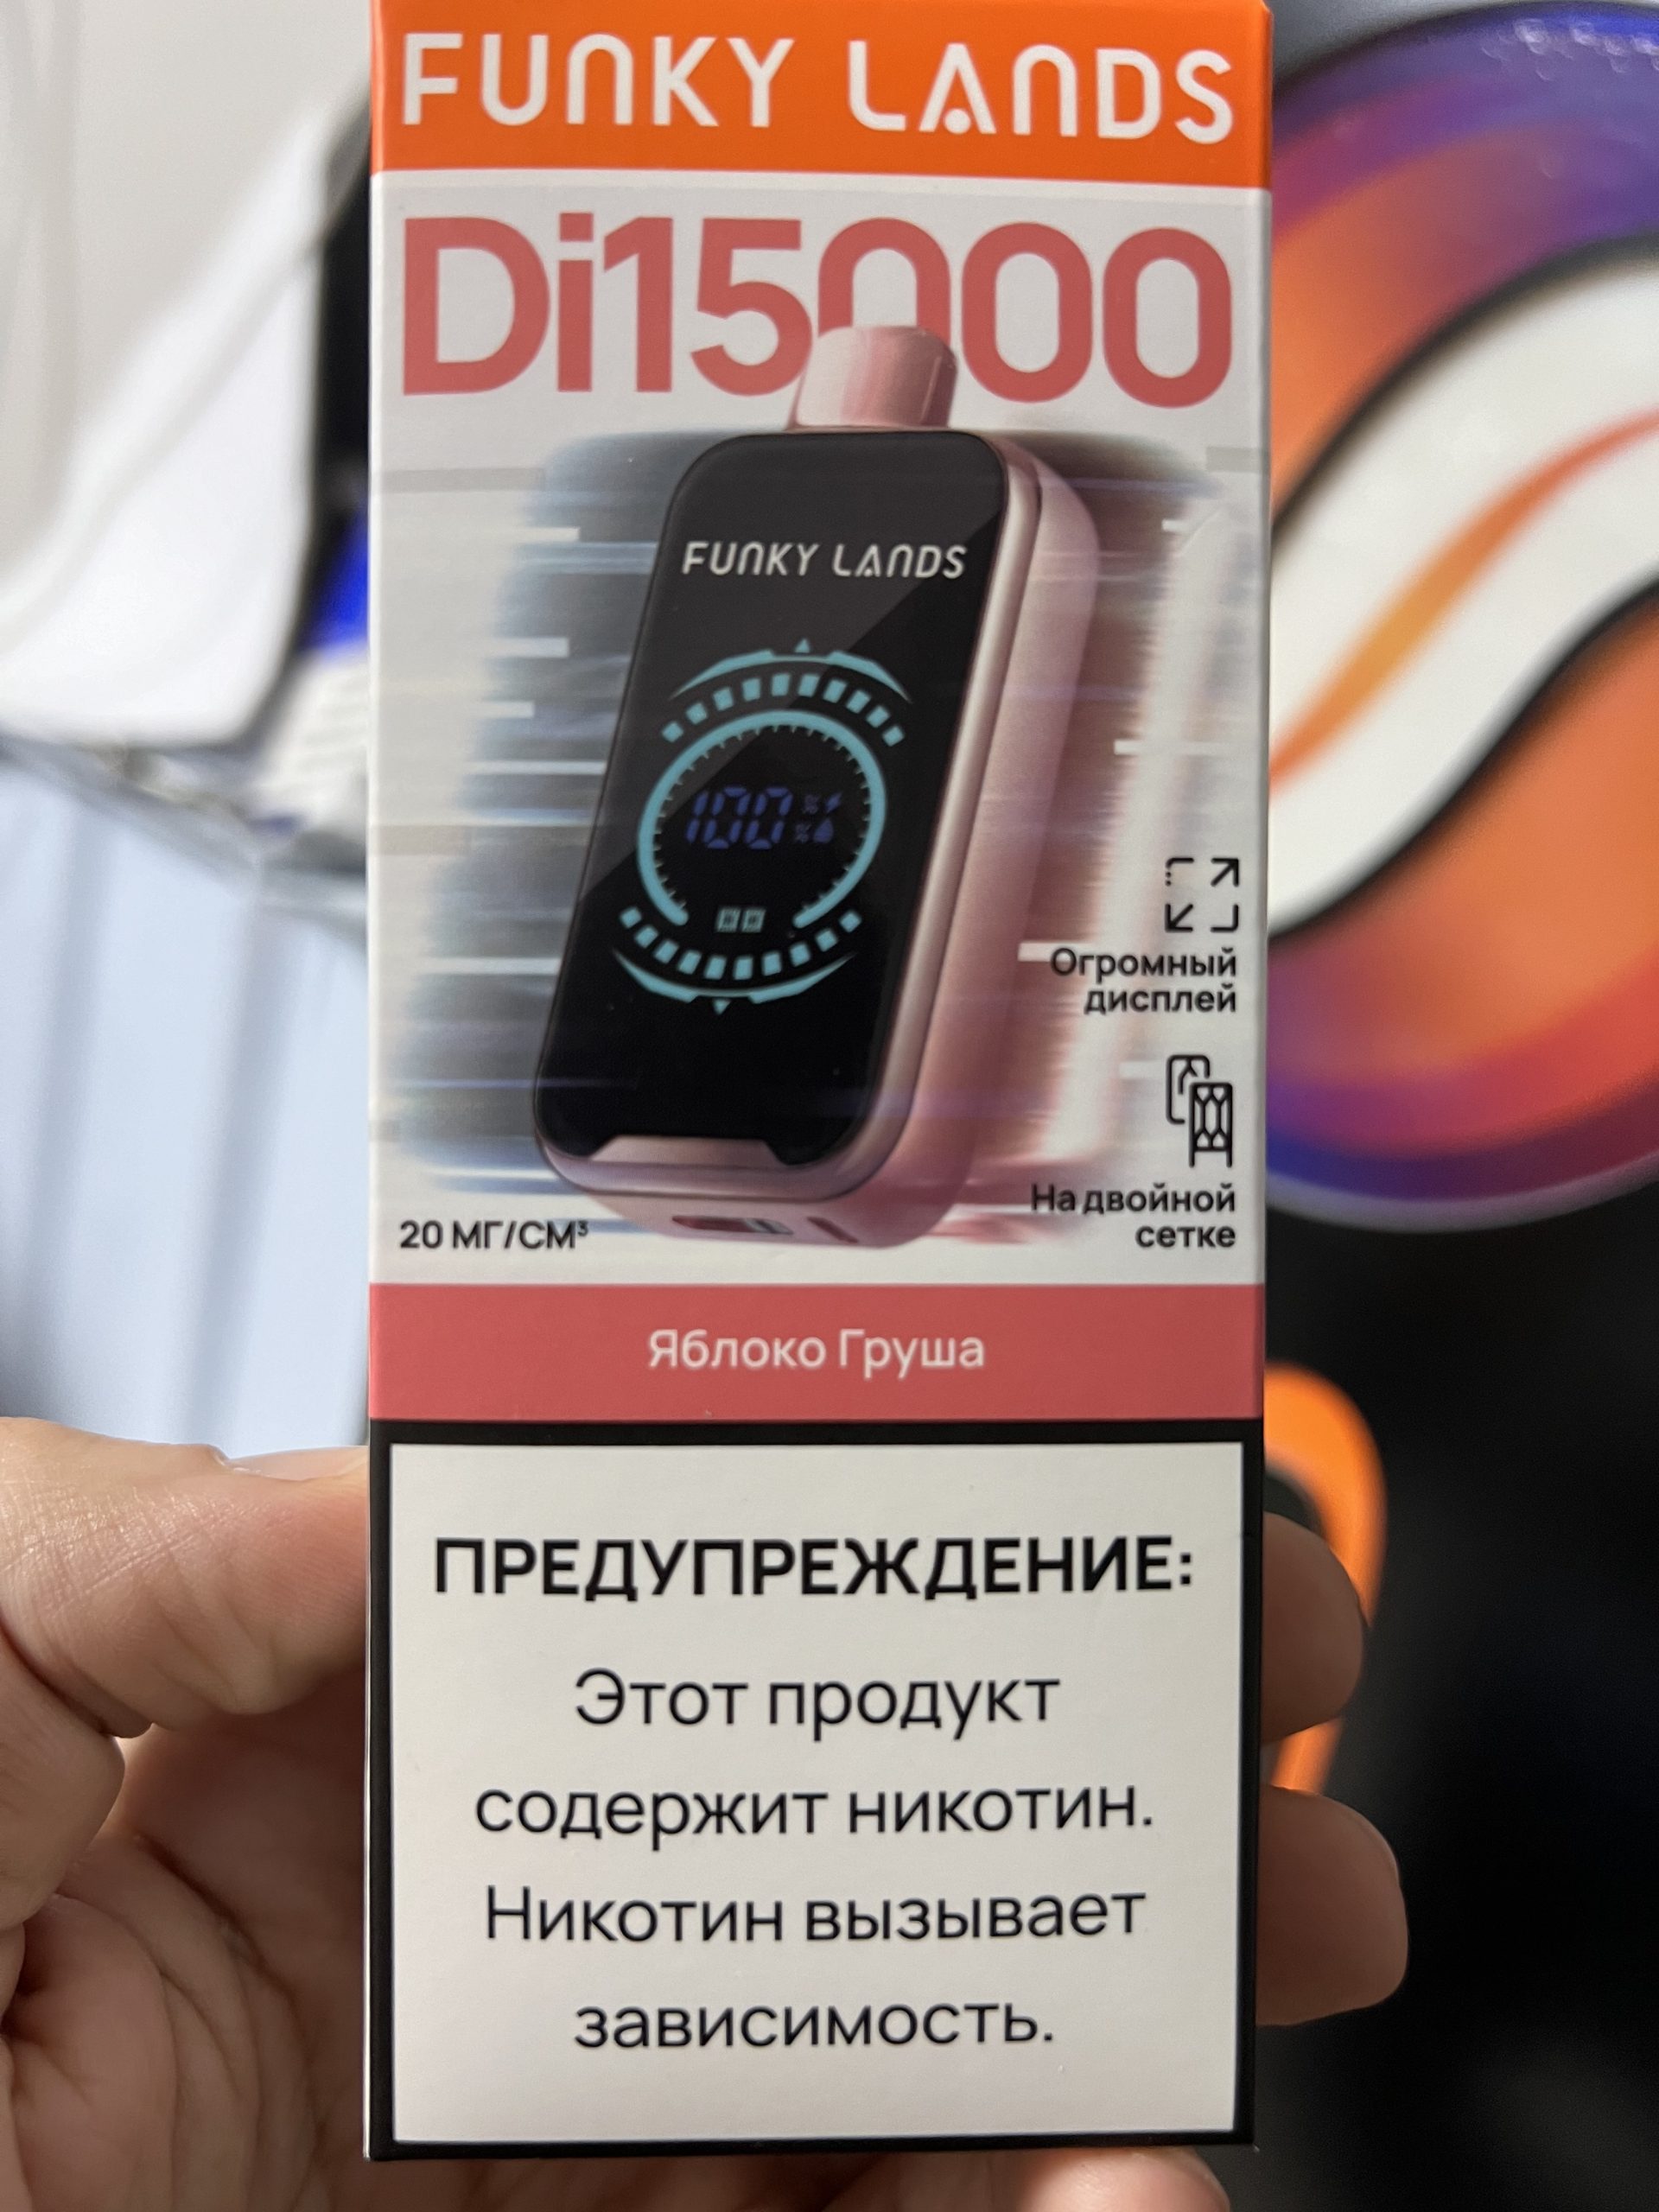 FUNKY LANDS
Di15000
FUNKY LANDS
100 %
%
Огромный
дисплей
На двойной
сетке
20 МГ/СМ³
Яблоко Груша
ПРЕДУПРЕЖДЕНИЕ:
Этот продукт
содержит никотин.
Никотин вызывает
зависимость.